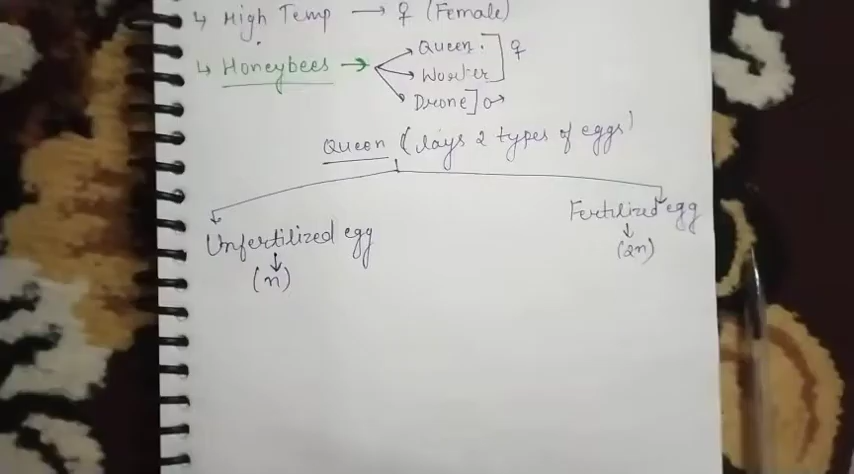 ↳ High Temp → ♀ (Female)
↳ Honeybees → Queen ] ♀
Worker
Drone ] ♂
Queen (lays 2 types of eggs)
Unfertilized egg
Fertilized egg
↓
(n)
↓
(2n)